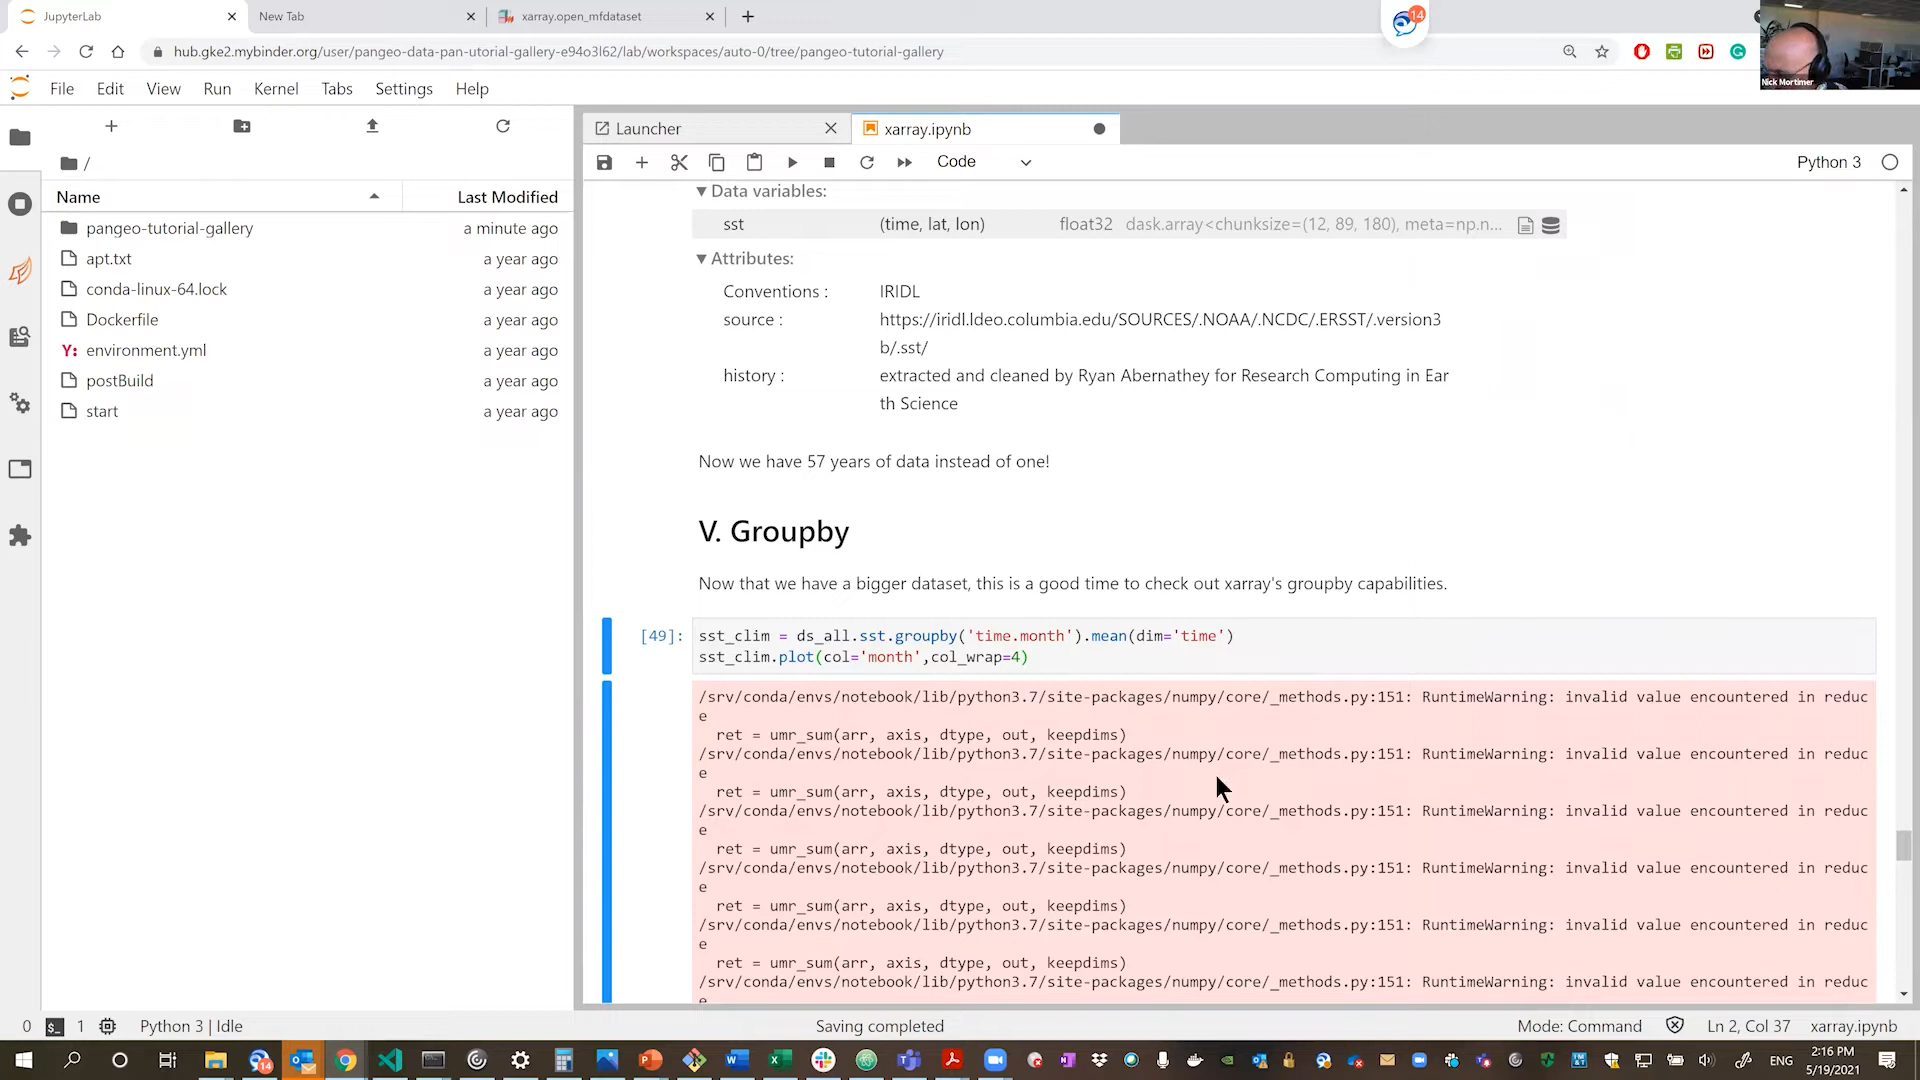 JupyterLab
New Tab
xarray.open_mfdataset
14
hub.gke2.mybinder.org/user/pangeo-data-pan-utorial-gallery-e94o3l62/lab/workspaces/auto-0/tree/pangeo-tutorial-gallery
Nick Mortimer
File Edit View Run Kernel Tabs Settings Help
Launcher
xarray.ipynb
/
Code
Python 3
Name Last Modified
pangeo-tutorial-gallery a minute ago
apt.txt a year ago
conda-linux-64.lock a year ago
Dockerfile a year ago
Y: environment.yml a year ago
postBuild a year ago
start a year ago
Data variables:
sst (time, lat, lon) float32 dask.array<chunksize=(12, 89, 180), meta=np.n...
Attributes:
Conventions : IRIDL
source : https://iridl.ldeo.columbia.edu/SOURCES/.NOAA/.NCDC/.ERSST/.version3
b/.sst/
history : extracted and cleaned by Ryan Abernathey for Research Computing in Ear
th Science
Now we have 57 years of data instead of one!
V. Groupby
Now that we have a bigger dataset, this is a good time to check out xarray's groupby capabilities.
[49]: sst_clim = ds_all.sst.groupby('time.month').mean(dim='time')
sst_clim.plot(col='month',col_wrap=4)
/srv/conda/envs/notebook/lib/python3.7/site-packages/numpy/core/_methods.py:151: RuntimeWarning: invalid value encountered in reduc
e
ret = umr_sum(arr, axis, dtype, out, keepdims)
/srv/conda/envs/notebook/lib/python3.7/site-packages/numpy/core/_methods.py:151: RuntimeWarning: invalid value encountered in reduc
e
ret = umr_sum(arr, axis, dtype, out, keepdims)
/srv/conda/envs/notebook/lib/python3.7/site-packages/numpy/core/_methods.py:151: RuntimeWarning: invalid value encountered in reduc
e
ret = umr_sum(arr, axis, dtype, out, keepdims)
/srv/conda/envs/notebook/lib/python3.7/site-packages/numpy/core/_methods.py:151: RuntimeWarning: invalid value encountered in reduc
e
ret = umr_sum(arr, axis, dtype, out, keepdims)
/srv/conda/envs/notebook/lib/python3.7/site-packages/numpy/core/_methods.py:151: RuntimeWarning: invalid value encountered in reduc
e
ret = umr_sum(arr, axis, dtype, out, keepdims)
/srv/conda/envs/notebook/lib/python3.7/site-packages/numpy/core/_methods.py:151: RuntimeWarning: invalid value encountered in reduc
e
0 1 Python 3 | Idle Saving completed Mode: Command Ln 2, Col 37 xarray.ipynb
14
ENG
2:16 PM
5/19/2021